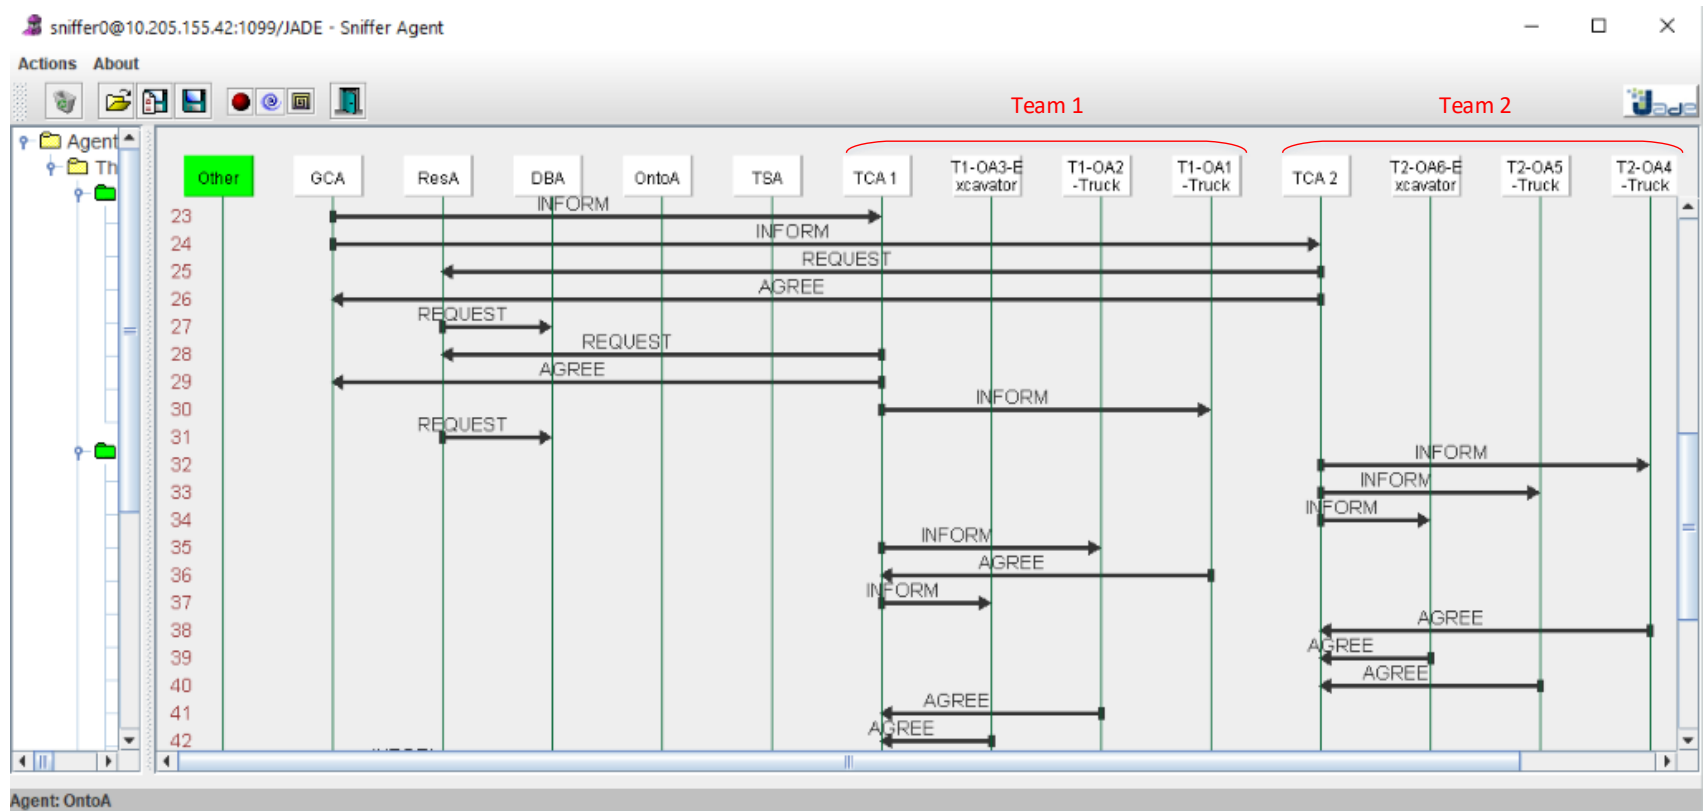 sniffer0@10.205.155.42:1099/JADE - Sniffer Agent
Actions About
Team 1 Team 2
Jade
Agent
Th
Other GCA ResA DBA OntoA TSA TCA 1 T1-OA3-E T1-OA2 T1-OA1 TCA 2 T2-OA6-E T2-OA5 T2-OA4
xcavator -Truck -Truck xcavator -Truck -Truck
23 INFORM
24 INFORM
25 REQUEST
26 AGREE
27 REQUEST
28 REQUEST
29 AGREE
30 INFORM
31 REQUEST
32 INFORM
33 INFORM
34 INFORM
35 INFORM
36 AGREE
37 INFORM
38 AGREE
39 AGREE
40 AGREE
41 AGREE
42 AGREE
Agent: OntoA